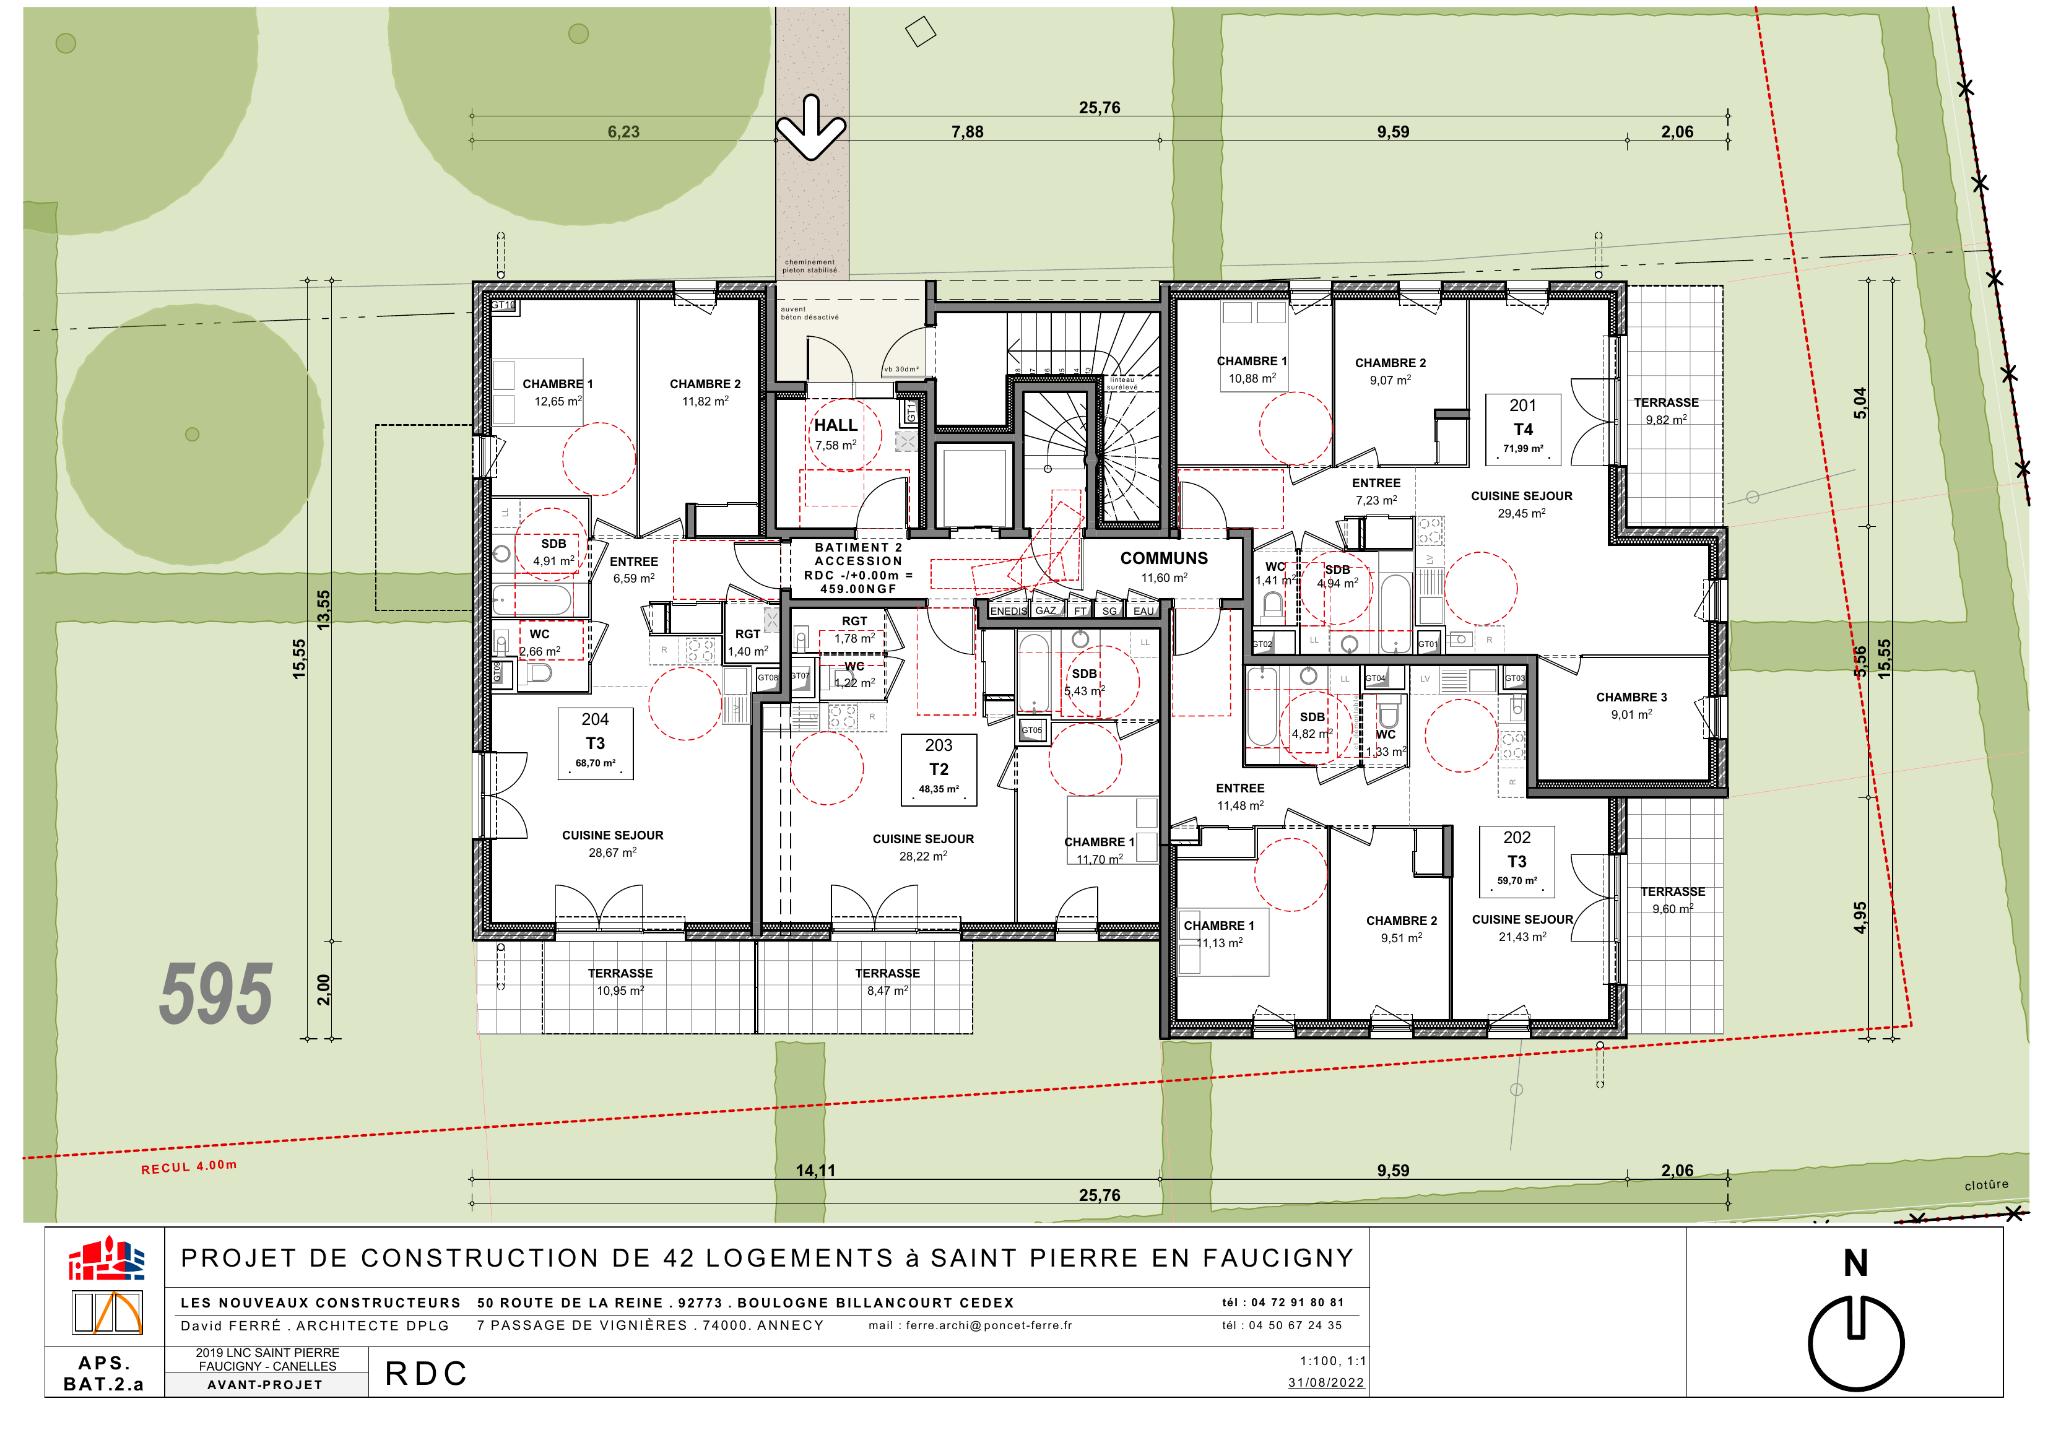 25,76
6,23
7,88
9,59
2,06
cheminement
pieton stabilisé
auvent
béton désactivé
vb 30dm²
linteau
surélevé
GT10
CHAMBRE 1
12,65 m²
CHAMBRE 2
11,82 m²
HALL
7,58 m²
CHAMBRE 1
10,88 m²
CHAMBRE 2
9,07 m²
201
T4
71,99 m²
TERRASSE
9,82 m²
5,04
ENTREE
7,23 m²
CUISINE SEJOUR
29,45 m²
LL
SDB
4,91 m²
ENTREE
6,59 m²
BATIMENT 2
ACCESSION
RDC -/+0.00m =
459.00NGF
COMMUNS
11,60 m²
WC
1,41 m²
SDB
4,94 m²
LV
ENEDIS
GAZ
FT
SG
EAU
13,55
15,55
WC
2,66 m²
RGT
1,40 m²
RGT
1,78 m²
WC
1,22 m²
LL
SDB
5,43 m²
GT02
LL
GT01
R
5,56
15,55
R
GT08
GT07
GT04
LV
GT03
LL
CHAMBRE 3
9,01 m²
LV
LV
R
GT05
SDB
4,82 m²
WC
1,33 m²
R
204
T3
68,70 m²
203
T2
48,35 m²
ENTREE
11,48 m²
CUISINE SEJOUR
28,67 m²
CUISINE SEJOUR
28,22 m²
CHAMBRE 1
11,70 m²
202
T3
59,70 m²
TERRASSE
9,60 m²
CHAMBRE 1
11,13 m²
CHAMBRE 2
9,51 m²
CUISINE SEJOUR
21,43 m²
4,95
595
2,00
TERRASSE
10,95 m²
TERRASSE
8,47 m²
RECUL 4.00m
14,11
9,59
2,06
25,76
clotûre
PROJET DE CONSTRUCTION DE 42 LOGEMENTS à SAINT PIERRE EN FAUCIGNY
LES NOUVEAUX CONSTRUCTEURS 50 ROUTE DE LA REINE . 92773 . BOULOGNE BILLANCOURT CEDEX tél : 04 72 91 80 81
David FERRÉ . ARCHITECTE DPLG 7 PASSAGE DE VIGNIÈRES . 74000. ANNECY mail : ferre.archi@poncet-ferre.fr tél : 04 50 67 24 35
APS.
BAT.2.a
2019 LNC SAINT PIERRE
FAUCIGNY - CANELLES
AVANT-PROJET
RDC
1:100, 1:1
31/08/2022
N